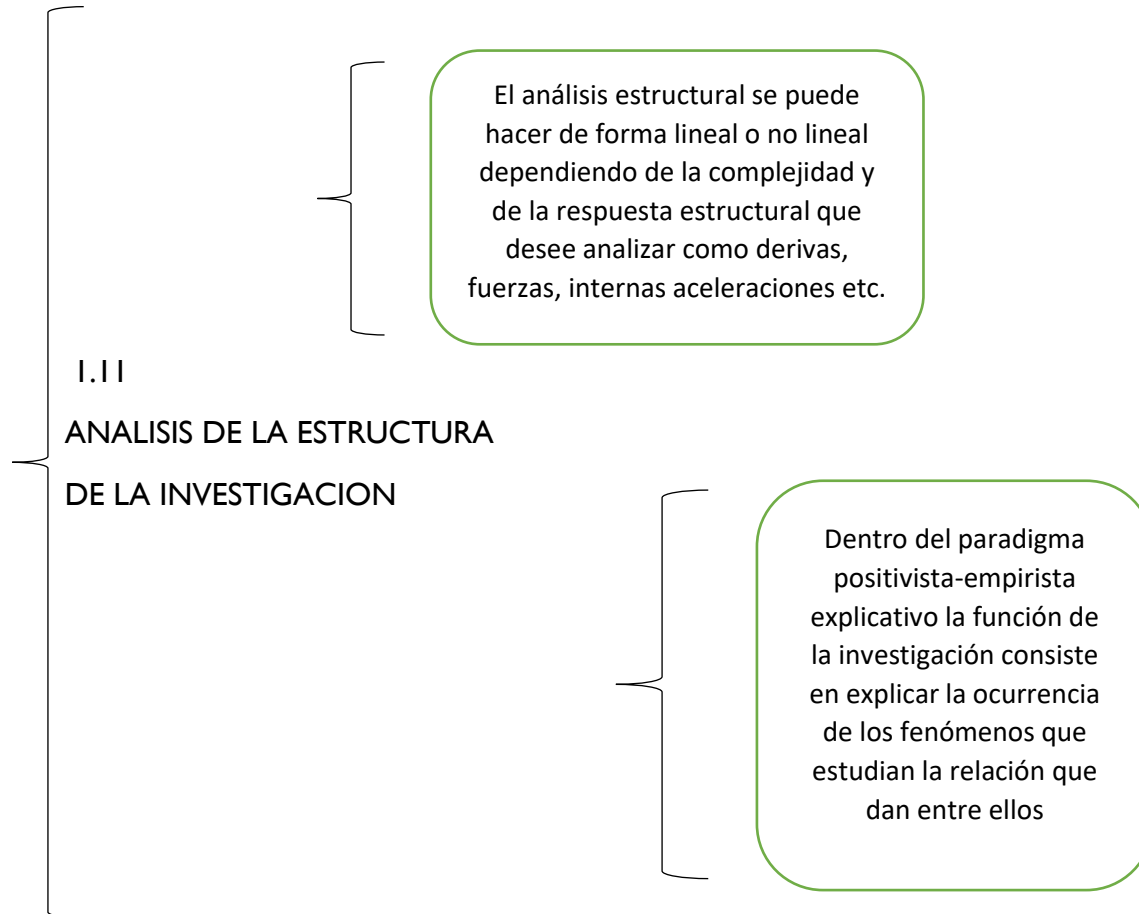 El análisis estructural se puede
hacer de forma lineal o no lineal
dependiendo de la complejidad y
de la respuesta estructural que
desee analizar como derivas,
fuerzas, internas aceleraciones etc.
1.11
ANALISIS DE LA ESTRUCTURA
DE LA INVESTIGACION
Dentro del paradigma
positivista-empirista
explicativo la función de
la investigación consiste
en explicar la ocurrencia
de los fenómenos que
estudian la relación que
dan entre ellos